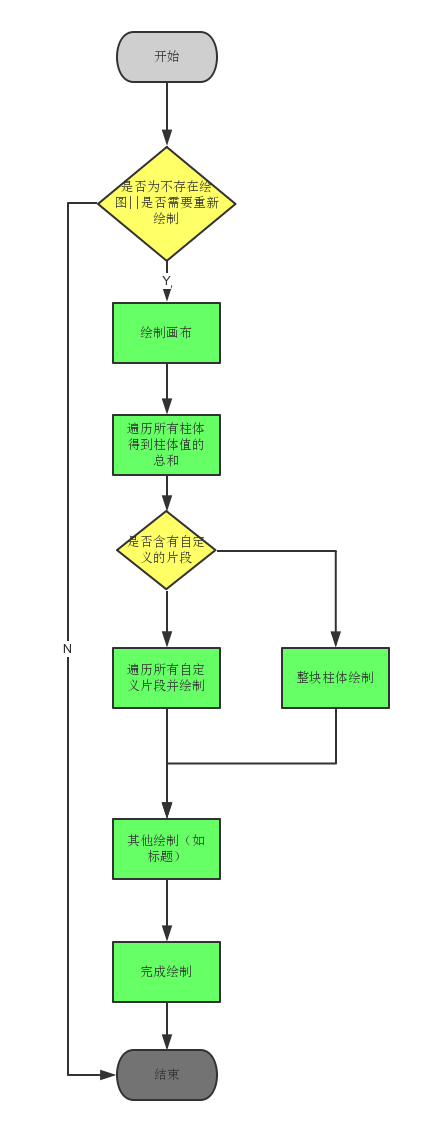 开始
是否为不存在绘
图||是否需要重新
绘制
Y,
绘制画布
遍历所有柱体
得到柱体值的
总和
是否含有自定
义的片段
N
遍历所有自定
义片段并绘制
整块柱体绘制
其他绘制（如
标题）
完成绘制
结束